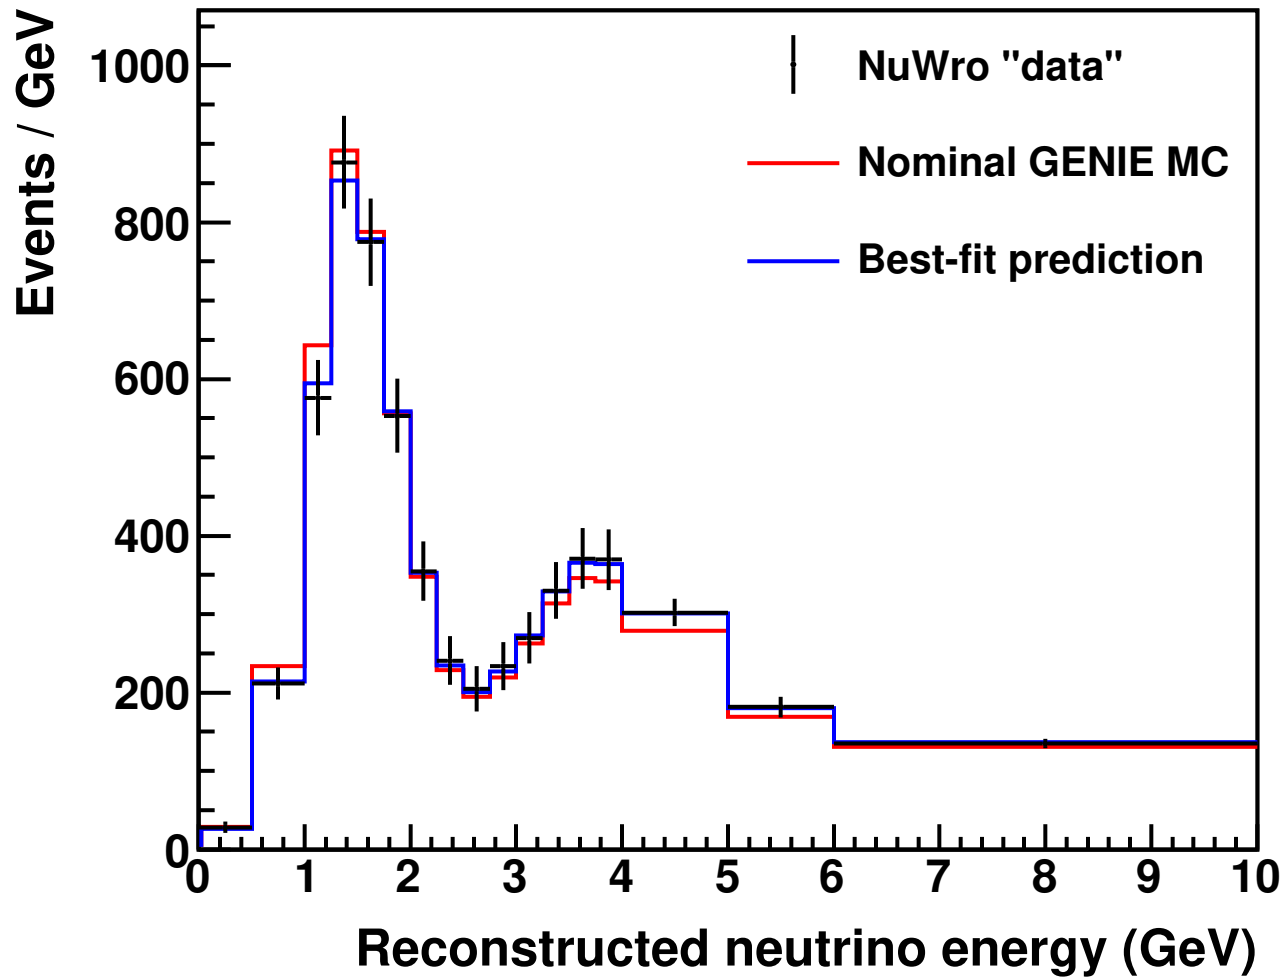 Events / GeV
1000
800
600
400
200
0
NuWro "data"
Nominal GENIE MC
Best-fit prediction
0 1 2 3 4 5 6 7 8 9 10
Reconstructed neutrino energy (GeV)